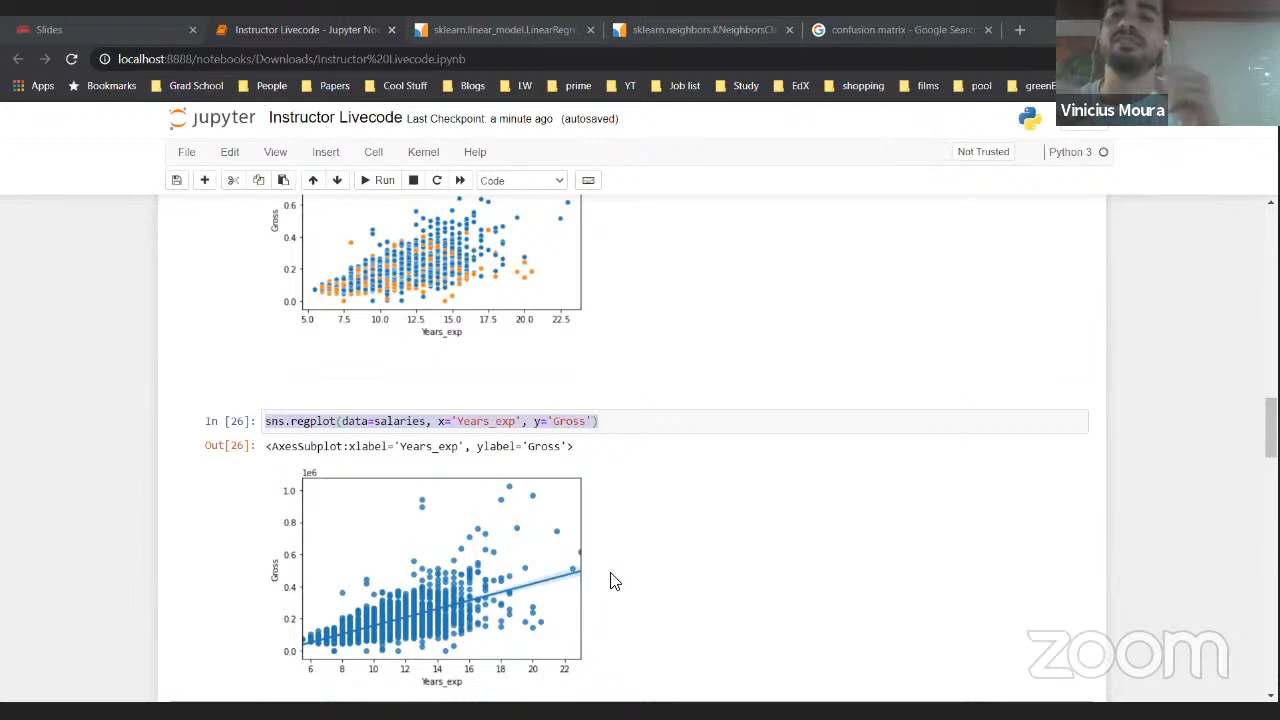 Slides
Instructor Livecode - Jupyter No
sklearn.linear_model.LinearRegre
sklearn.neighbors.KNeighborsCla
confusion matrix - Google Search
localhost:8888/notebooks/Downloads/Instructor%20Livecode.ipynb
Apps
Bookmarks
Grad School
People
Papers
Cool Stuff
Blogs
LW
prime
YT
Job list
Study
EdX
shopping
films
pool
greenE
Vinicius Moura
jupyter Instructor Livecode Last Checkpoint: a minute ago (autosaved)
File Edit View Insert Cell Kernel Help
Not Trusted
Python 3
Run
Code
0.6
0.4
0.2
0.0
Gross
5.0 7.5 10.0 12.5 15.0 17.5 20.0 22.5
Years_exp
In [26]: sns.regplot(data=salaries, x='Years_exp', y='Gross')
Out[26]: <AxesSubplot:xlabel='Years_exp', ylabel='Gross'>
1e6
1.0
0.8
0.6
0.4
0.2
0.0
Gross
6 8 10 12 14 16 18 20 22
Years_exp
zoom